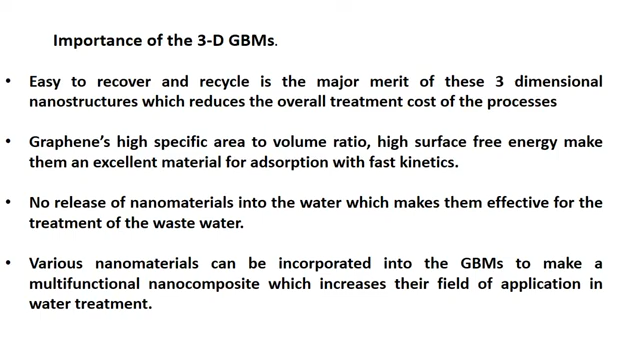 Importance of the 3-D GBMs.
• Easy to recover and recycle is the major merit of these 3 dimensional
nanostructures which reduces the overall treatment cost of the processes
• Graphene's high specific area to volume ratio, high surface free energy make
them an excellent material for adsorption with fast kinetics.
• No release of nanomaterials into the water which makes them effective for the
treatment of the waste water.
• Various nanomaterials can be incorporated into the GBMs to make a
multifunctional nanocomposite which increases their field of application in
water treatment.